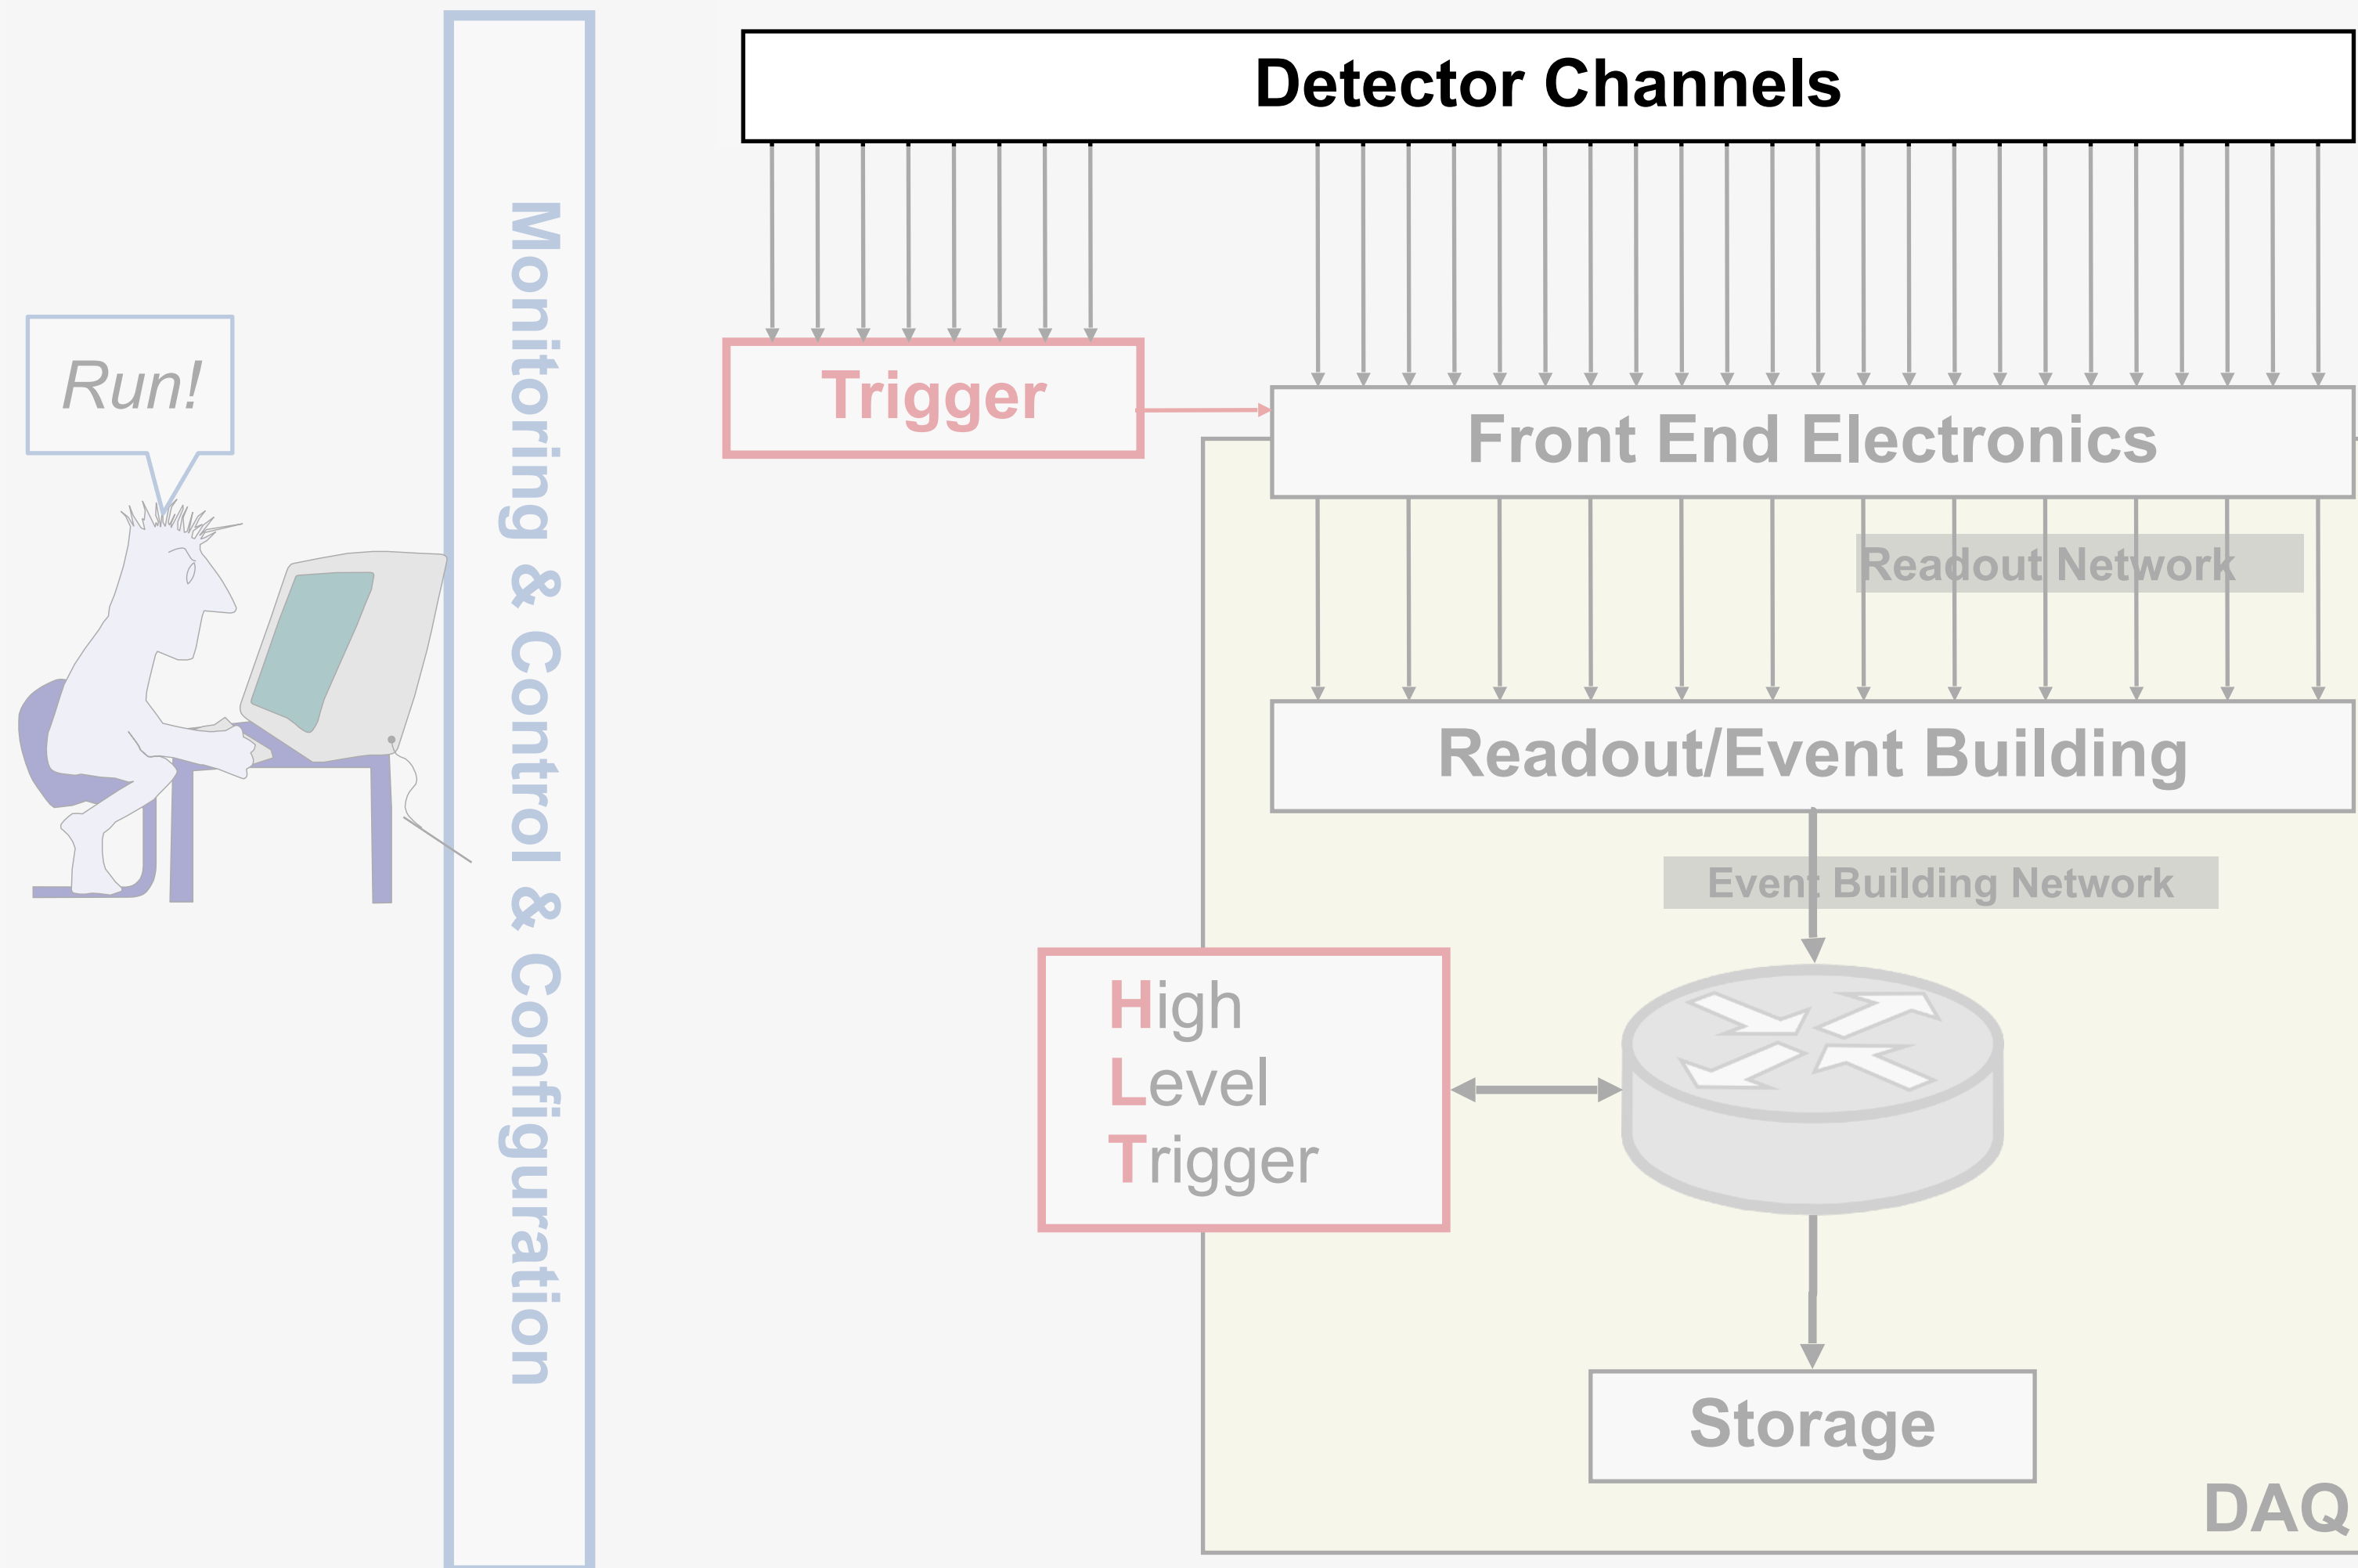 Detector Channels
Run!
Monitoring & Control & Configuration
Trigger
Front End Electronics
Readout Network
Readout/Event Building
Event Building Network
High
Level
Trigger
Storage
DAQ